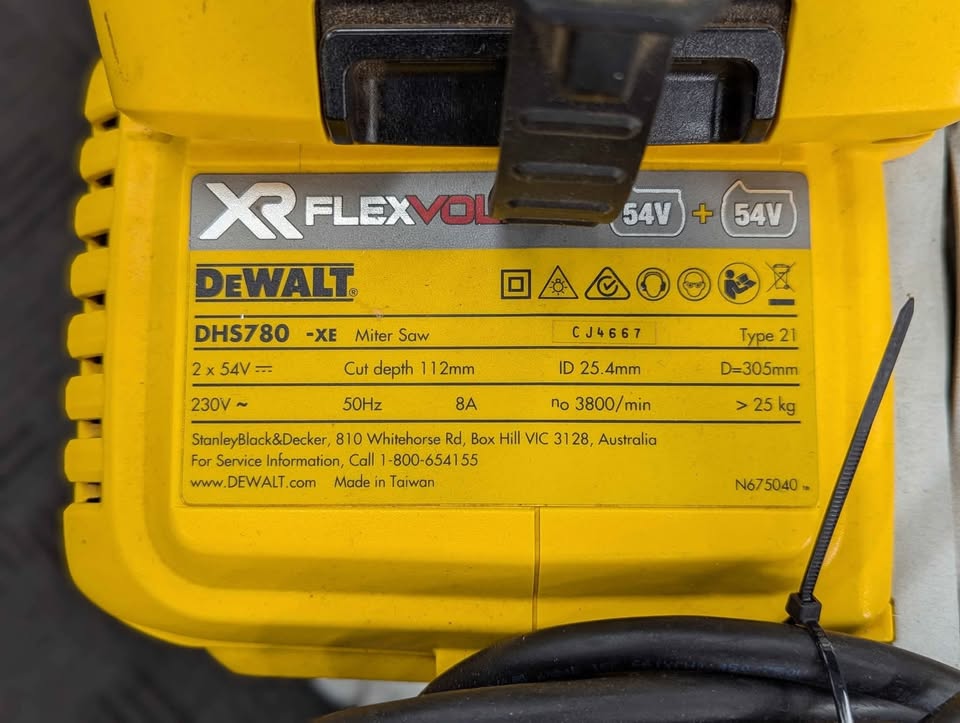 XR FLEXVOL 54V + 54V
DEWALT®
DHS780 -XE Miter Saw CJ4667 Type 21
2 x 54V ⎓ Cut depth 112mm ID 25.4mm D=305mm
230V ~ 50Hz 8A no 3800/min > 25 kg
StanleyBlack&Decker, 810 Whitehorse Rd, Box Hill VIC 3128, Australia
For Service Information, Call 1-800-654155
www.DEWALT.com Made in Taiwan
N675040